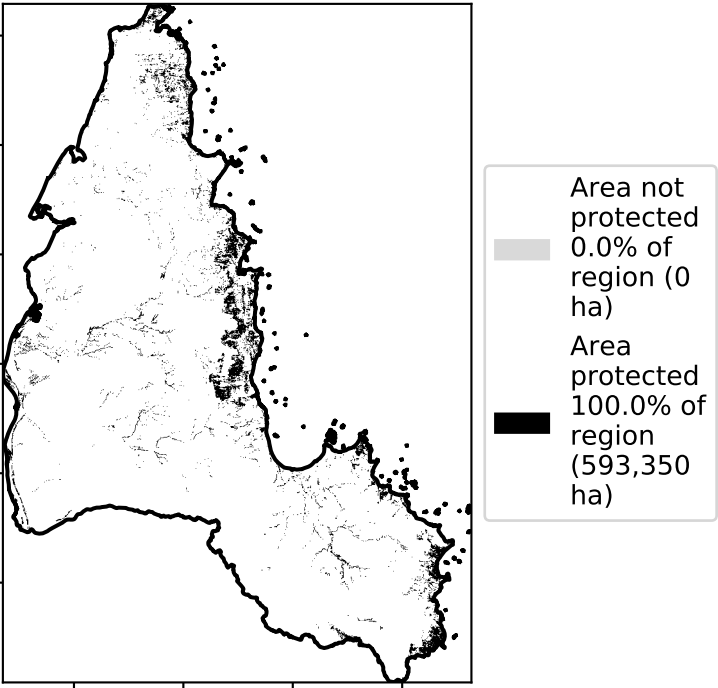 Area not
protected
0.0% of
region (0
ha)
Area
protected
100.0% of
region
(593,350
ha)